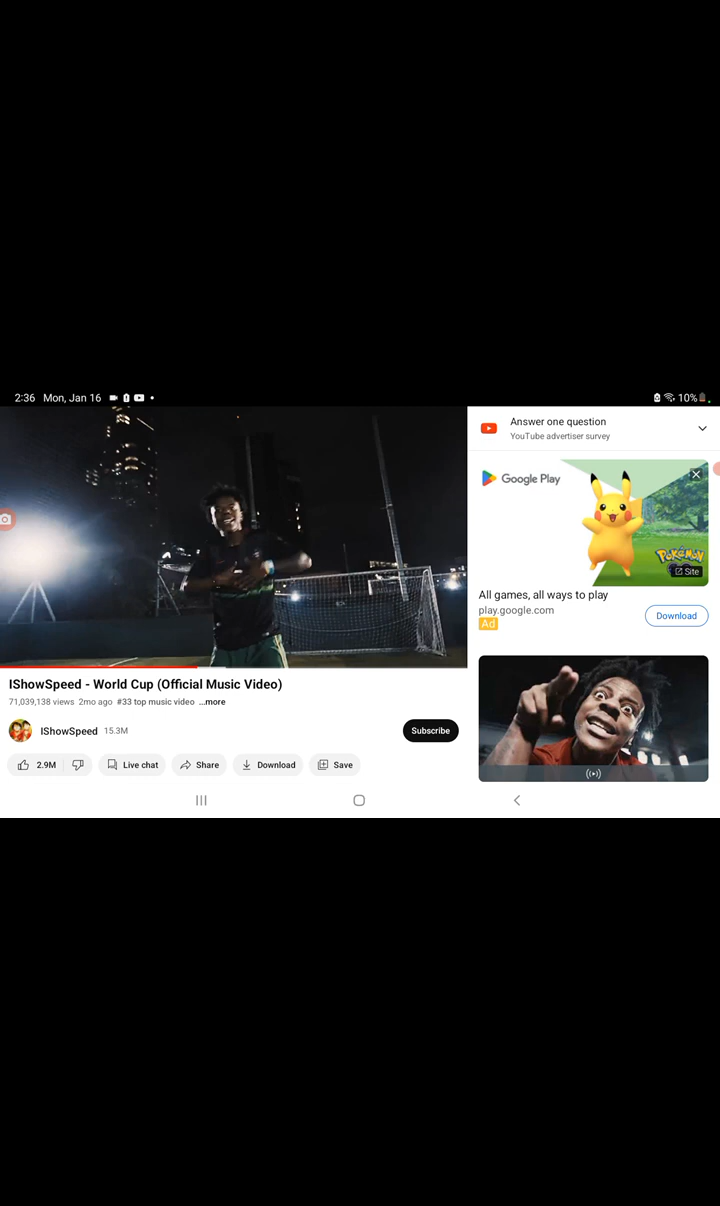 2:36 Mon, Jan 16
10%
Answer one question
YouTube advertiser survey
Google Play
POKÉMON
Site
All games, all ways to play
play.google.com
Ad
Download
IShowSpeed - World Cup (Official Music Video)
71,039,138 views 2mo ago #33 top music video ...more
IShowSpeed 15.3M
Subscribe
2.9M
Live chat
Share
Download
Save